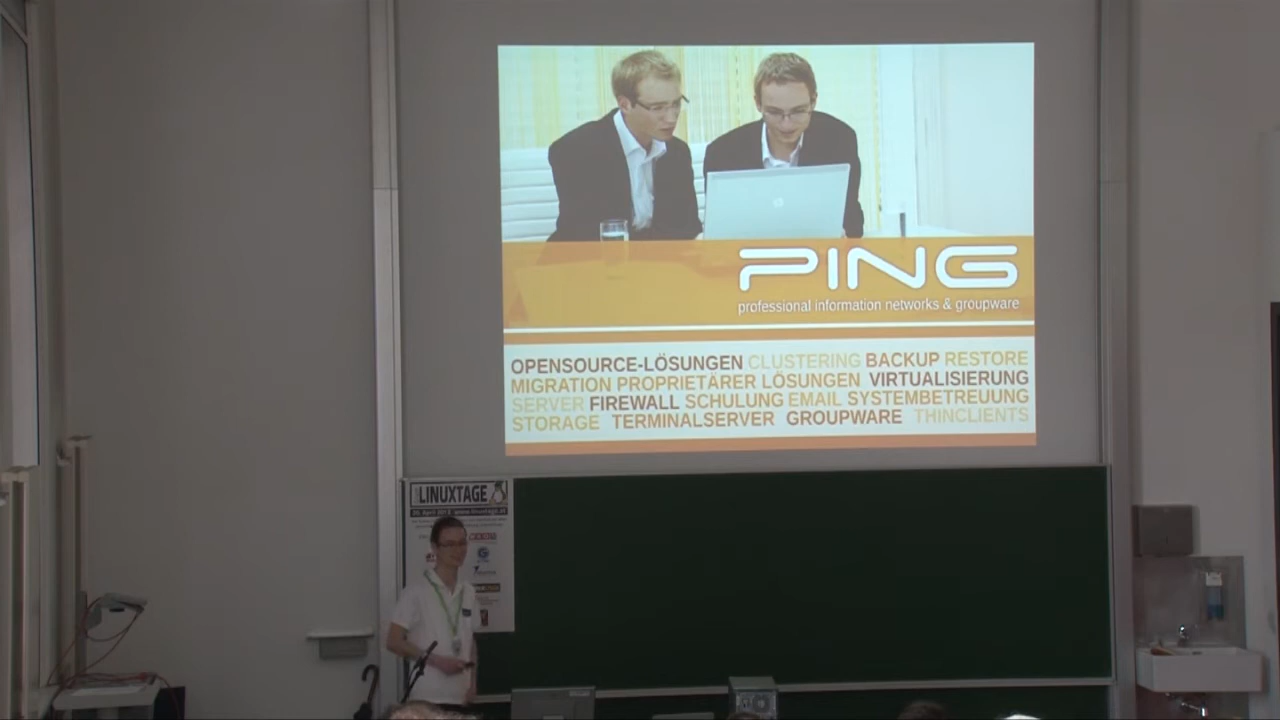 PING
professional information networks & groupware
OPENSOURCE-LÖSUNGEN CLUSTERING BACKUP RESTORE
MIGRATION PROPRIETÄRER LÖSUNGEN VIRTUALISIERUNG
SERVER FIREWALL SCHULUNG EMAIL SYSTEMBETREUUNG
STORAGE TERMINALSERVER GROUPWARE THINCLIENTS
LINUXTAGE